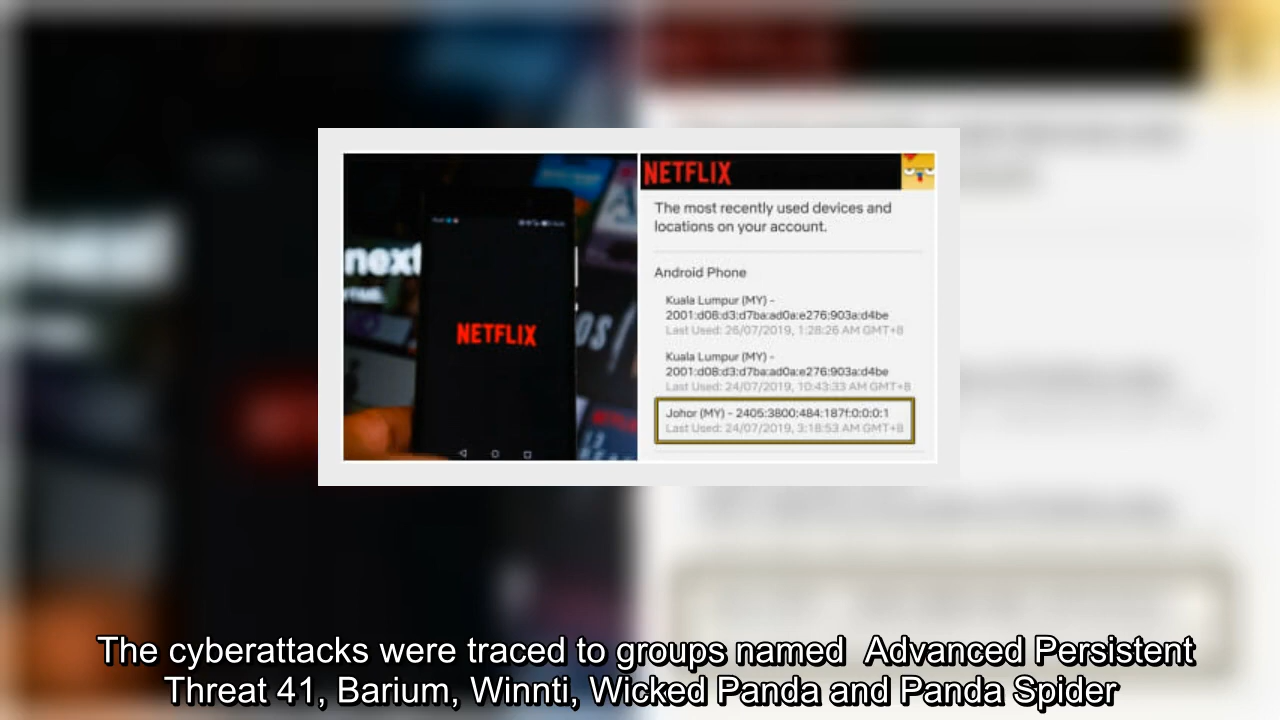 next
NETFLIX
NETFLIX
The most recently used devices and
locations on your account.
Android Phone
Kuala Lumpur (MY) -
2001:d08:d3:d7ba:ad0a:e276:903a:d4be
Last Used: 26/07/2019, 1:28:26 AM GMT+8
Kuala Lumpur (MY) -
2001:d08:d3:d7ba:ad0a:e276:903a:d4be
Last Used: 24/07/2019, 10:43:33 AM GMT+8
Johor (MY) - 2405:3800:484:187f:0:0:0:1
Last Used: 24/07/2019, 3:18:53 AM GMT+8
The cyberattacks were traced to groups named Advanced Persistent
Threat 41, Barium, Winnti, Wicked Panda and Panda Spider